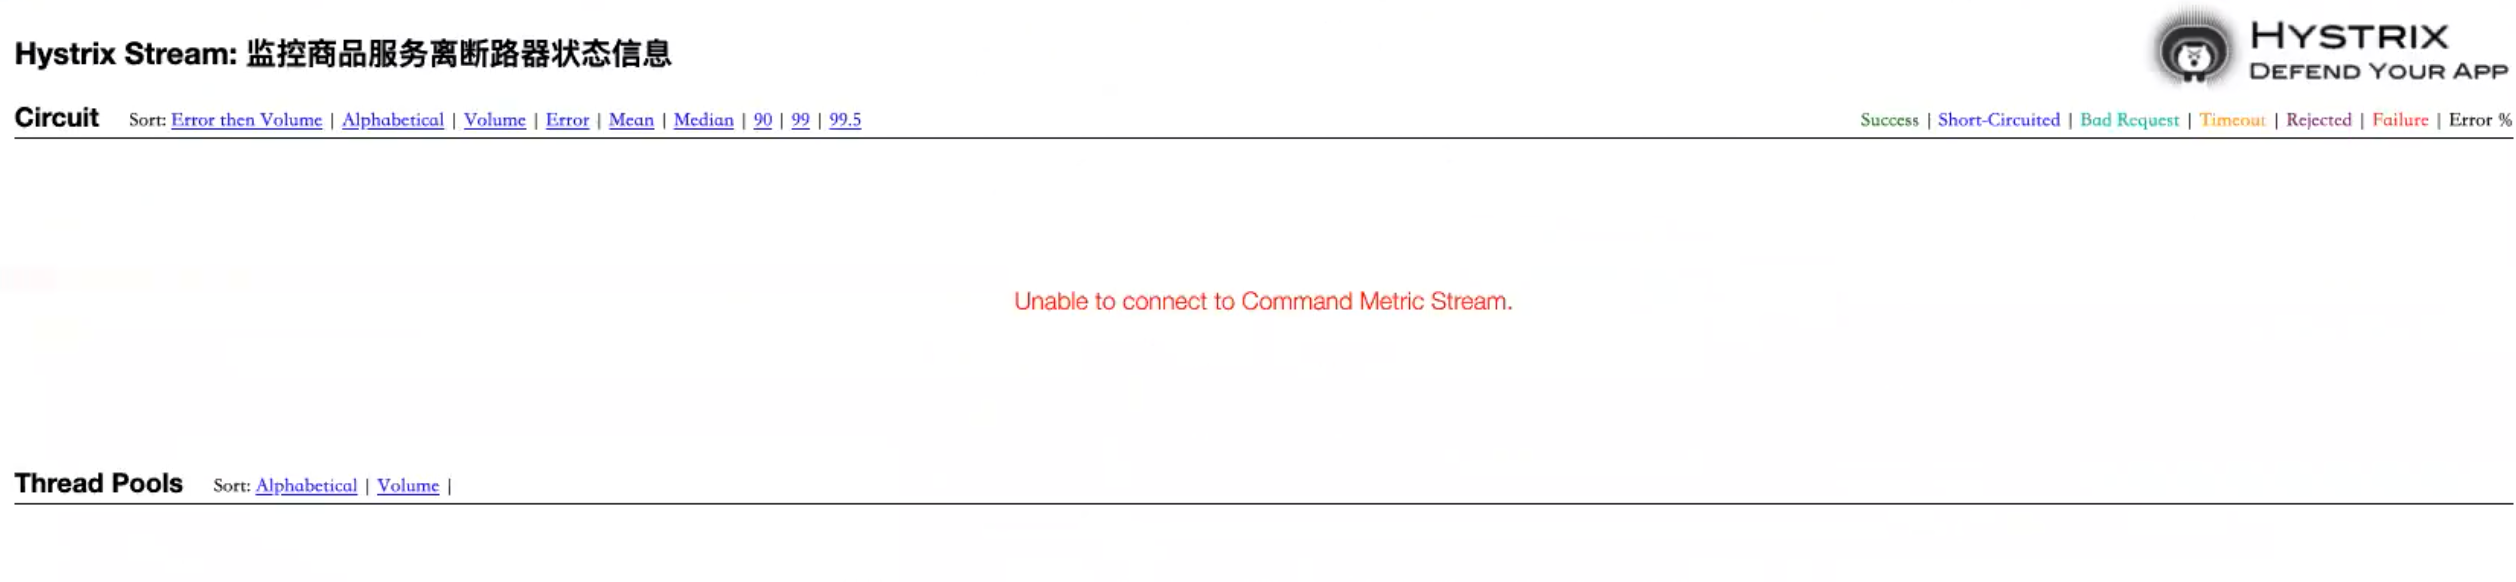 Hystrix Stream: 监控商品服务离断路器状态信息
HYSTRIX
DEFEND YOUR APP
Circuit Sort: Error then Volume | Alphabetical | Volume | Error | Mean | Median | 90 | 99 | 99.5
Success | Short-Circuited | Bad Request | Timeout | Rejected | Failure | Error %
Unable to connect to Command Metric Stream.
Thread Pools Sort: Alphabetical | Volume |